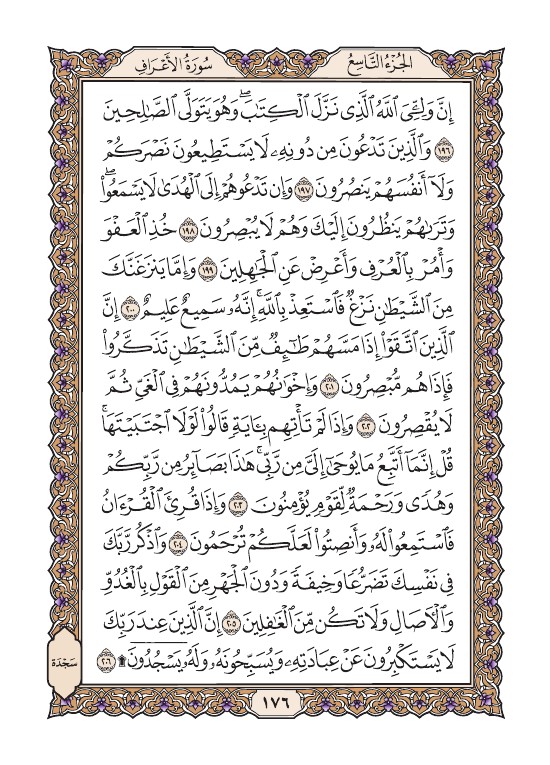 الجُزْءُ التَّاسِعُ
سُورَةُ الأَعْرَافِ
إِنَّ وَلِـِّۧيَ ٱللَّهُ ٱلَّذِي نَزَّلَ ٱلۡكِتَٰبَۖ وَهُوَ يَتَوَلَّى ٱلصَّٰلِحِينَ
١٩٦ وَٱلَّذِينَ تَدۡعُونَ مِن دُونِهِۦ لَا يَسۡتَطِيعُونَ نَصۡرَكُمۡ
وَلَآ أَنفُسَهُمۡ يَنصُرُونَ ١٩٧ وَإِن تَدۡعُوهُمۡ إِلَى ٱلۡهُدَىٰ لَا يَسۡمَعُواْۖ
وَتَرَىٰهُمۡ يَنظُرُونَ إِلَيۡكَ وَهُمۡ لَا يُبۡصِرُونَ ١٩٨ خُذِ ٱلۡعَفۡوَ
وَأۡمُرۡ بِٱلۡعُرۡفِ وَأَعۡرِضۡ عَنِ ٱلۡجَٰهِلِينَ ١٩٩ وَإِمَّا يَنزَغَنَّكَ
مِنَ ٱلشَّيۡطَٰنِ نَزۡغٞ فَٱسۡتَعِذۡ بِٱللَّهِۚ إِنَّهُۥ سَمِيعٌ عَلِيمٌ ٢٠٠ إِنَّ
ٱلَّذِينَ ٱتَّقَوۡاْ إِذَا مَسَّهُمۡ طَٰٓئِفٞ مِّنَ ٱلشَّيۡطَٰنِ تَذَكَّرُواْ
فَإِذَا هُم مُّبۡصِرُونَ ٢٠١ وَإِخۡوَٰنُهُمۡ يَمُدُّونَهُمۡ فِي ٱلۡغَيِّ ثُمَّ
لَا يُقۡصِرُونَ ٢٠٢ وَإِذَا لَمۡ تَأۡتِهِم بِـَٔايَةٖ قَالُواْ لَوۡلَا ٱجۡتَبَيۡتَهَاۚ
قُلۡ إِنَّمَآ أَتَّبِعُ مَا يُوحَىٰٓ إِلَيَّ مِن رَّبِّيۚ هَٰذَا بَصَآئِرُ مِن رَّبِّكُمۡ
وَهُدٗى وَرَحۡمَةٞ لِّقَوۡمٖ يُؤۡمِنُونَ ٢٠٣ وَإِذَا قُرِئَ ٱلۡقُرۡءَانُ
فَٱسۡتَمِعُواْ لَهُۥ وَأَنصِتُواْ لَعَلَّكُمۡ تُرۡحَمُونَ ٢٠٤ وَٱذۡكُر رَّبَّكَ
فِي نَفۡسِكَ تَضَرُّعٗا وَخِيفَةٗ وَدُونَ ٱلۡجَهۡرِ مِنَ ٱلۡقَوۡلِ بِٱلۡغُدُوِّ
وَٱلۡأٓصَالِ وَلَا تَكُن مِّنَ ٱلۡغَٰفِلِينَ ٢٠٥ إِنَّ ٱلَّذِينَ عِندَ رَبِّكَ
لَا يَسۡتَكۡبِرُونَ عَنۡ عِبَادَتِهِۦ وَيُسَبِّحُونَهُۥ وَلَهُۥ يَسۡجُدُونَۤ ۩ ٢٠٦
سَجْدَة
١٧٦